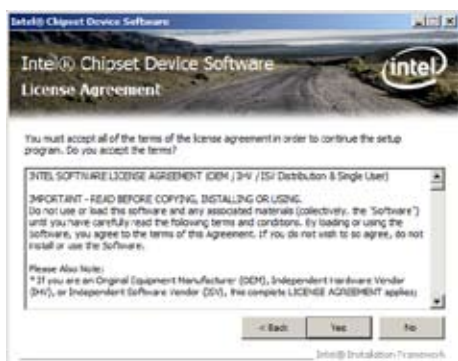 Intel® Chipset Device Software
Intel® Chipset Device Software
intel
License Agreement
You must accept all of the terms of the license agreement in order to continue the setup
program. Do you accept the terms?
INTEL SOFTWARE LICENSE AGREEMENT (OEM / IHV / ISV Distribution & Single User)
IMPORTANT - READ BEFORE COPYING, INSTALLING OR USING.
Do not use or load this software and any associated materials (collectively, the "Software")
until you have carefully read the following terms and conditions. By loading or using the
Software, you agree to the terms of this Agreement. If you do not wish to so agree, do not
install or use the Software.
Please Also Note:
* If you are an Original Equipment Manufacturer (OEM), Independent Hardware Vendor
(IHV), or Independent Software Vendor (ISV), this complete LICENSE AGREEMENT applies;
< Back
Yes
No
Intel® Installation Framework